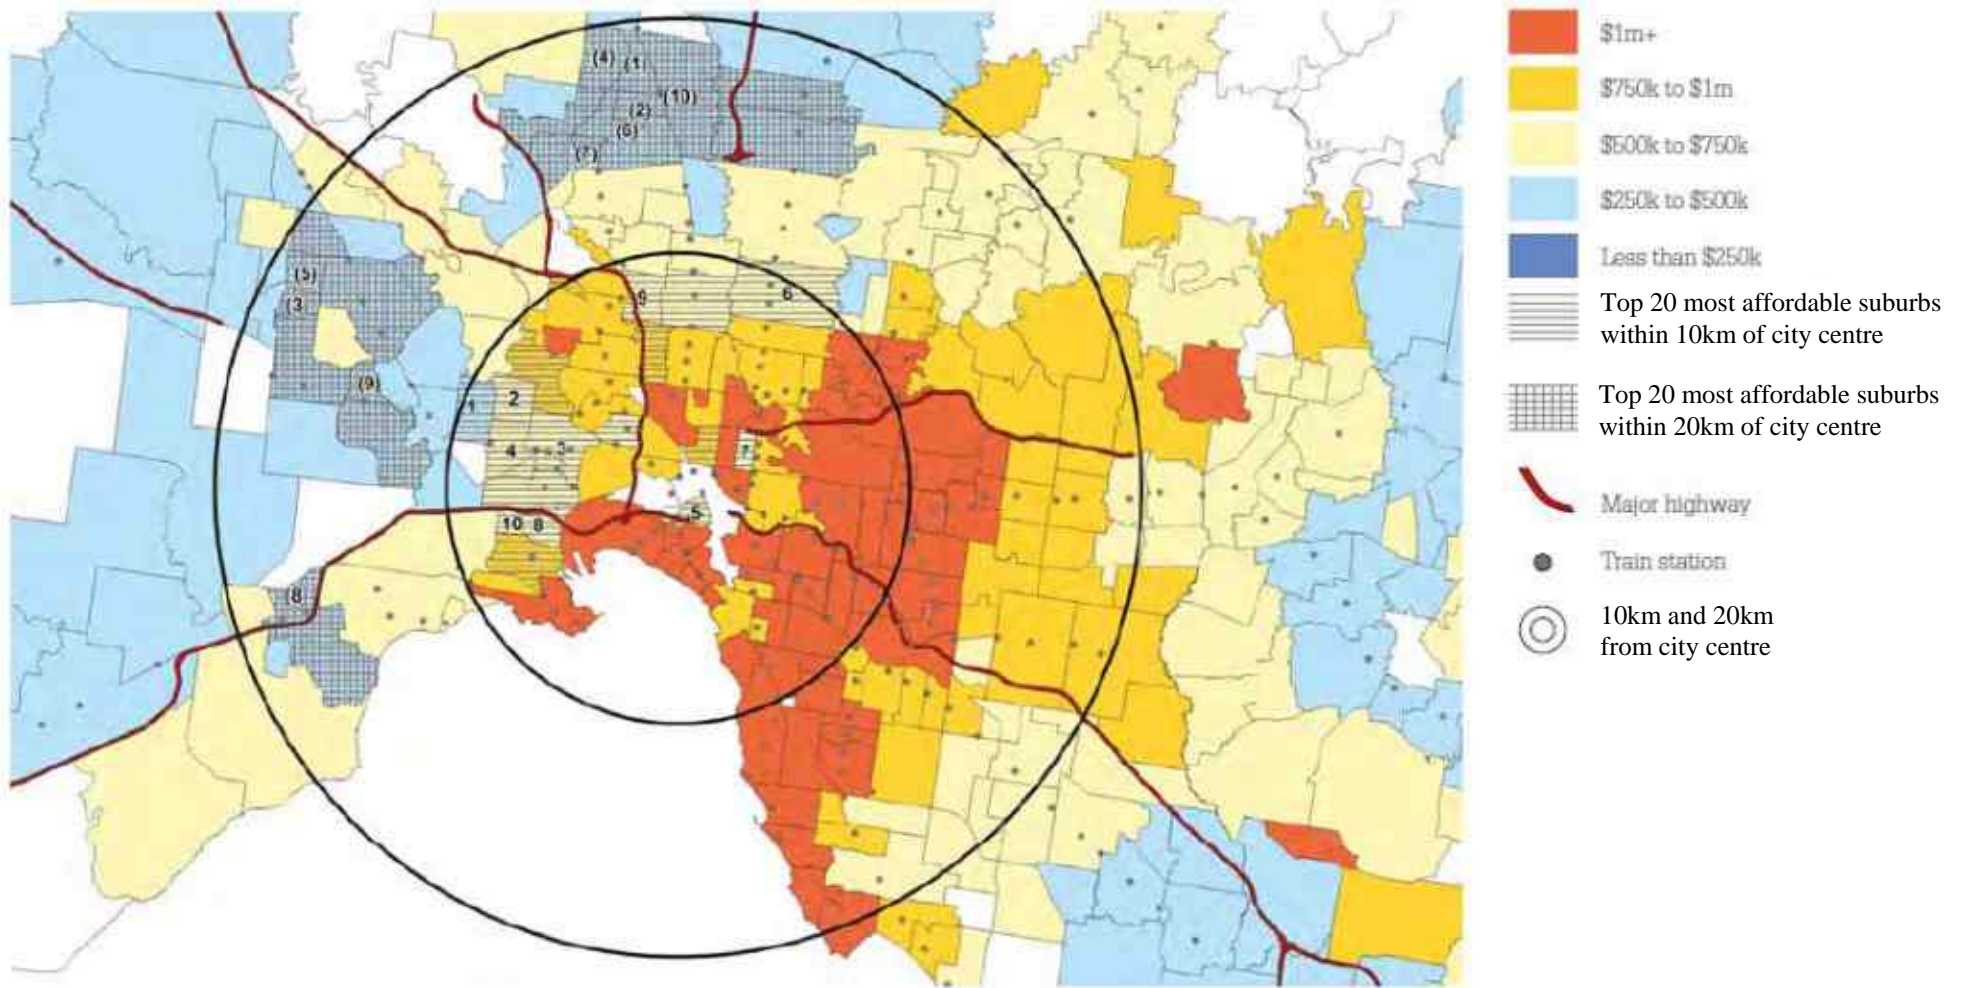 (4)
(1)
(10)
(2)
(6)
(7)
(5)
(3
(9)
9
6
1
2
4
3
7
5
10
8
(8
$1m+
$750k to $1m
$500k to $750k
$250k to $500k
Less than $250k
Top 20 most affordable suburbs
within 10km of city centre
Top 20 most affordable suburbs
within 20km of city centre
Major highway
Train station
10km and 20km
from city centre